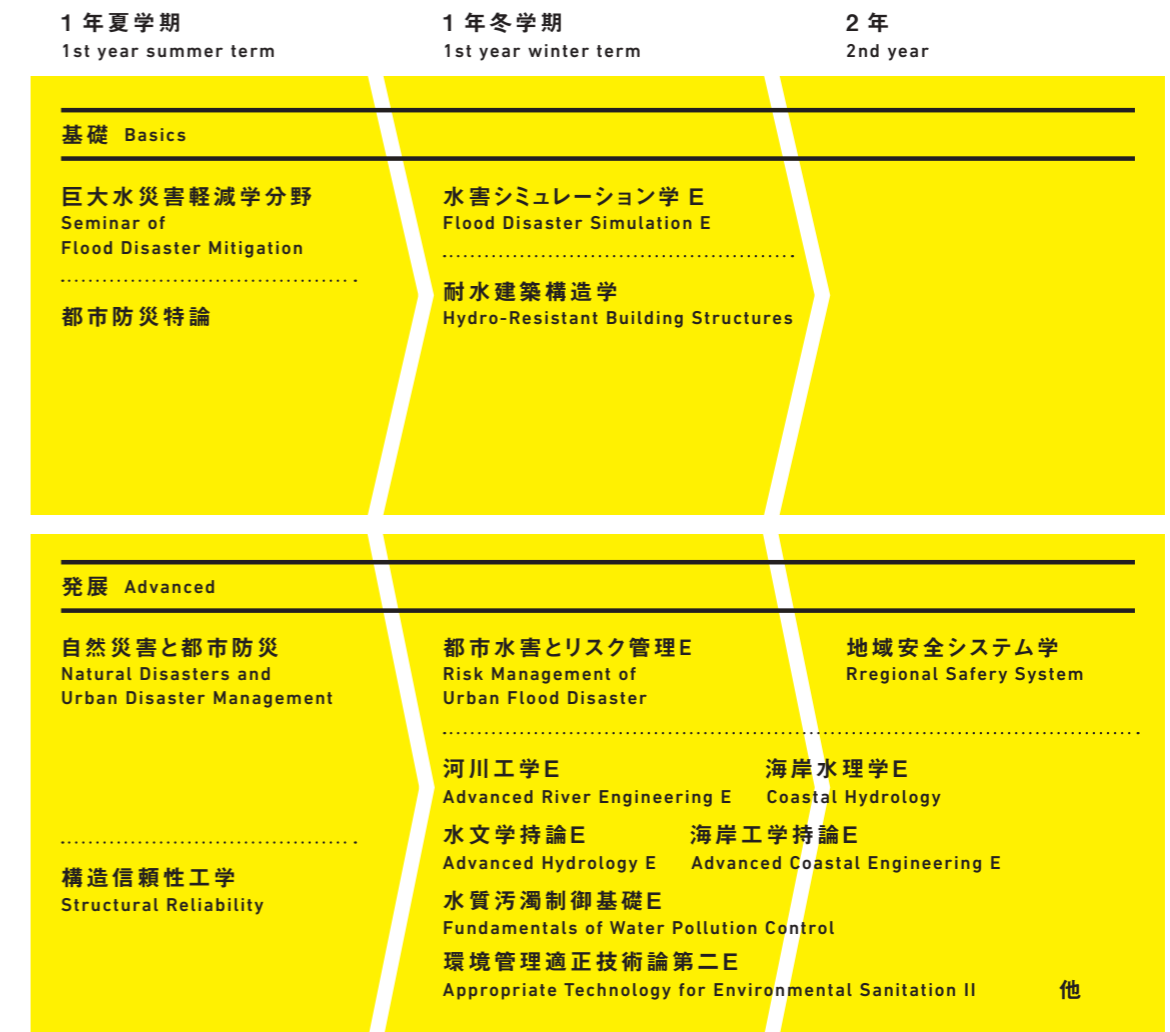 1 年夏学期
1st year summer term
1 年冬学期
1st year winter term
2 年
2nd year
基礎 Basics
巨大水災害軽減学分野
Seminar of
Flood Disaster Mitigation
都市防災特論
水害シミュレーション学 E
Flood Disaster Simulation E
耐水建築構造学
Hydro-Resistant Building Structures
発展 Advanced
自然災害と都市防災
Natural Disasters and
Urban Disaster Management
構造信頼性工学
Structural Reliability
都市水害とリスク管理E
Risk Management of
Urban Flood Disaster
地域安全システム学
Rregional Safery System
河川工学E
Advanced River Engineering E
海岸水理学E
Coastal Hydrology
水文学持論E
Advanced Hydrology E
海岸工学持論E
Advanced Coastal Engineering E
水質汚濁制御基礎E
Fundamentals of Water Pollution Control
環境管理適正技術論第二E
Appropriate Technology for Environmental Sanitation II
他